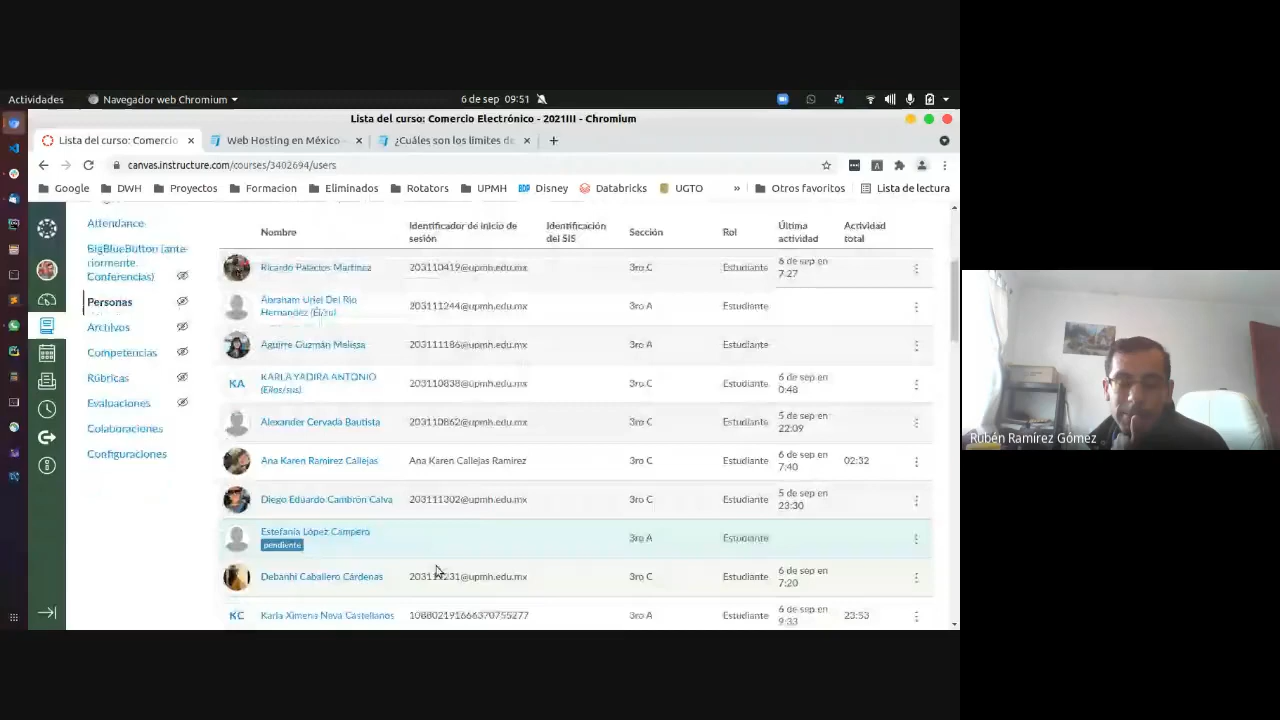 Actividades
Navegador web Chromium
6 de sep 09:51
Lista del curso: Comercio Electrónico - 2021III - Chromium
Lista del curso: Comercio
Web Hosting en México
¿Cuáles son los límites de
canvas.instructure.com/courses/3402694/users
Google
DWH
Proyectos
Formacion
Eliminados
Rotators
UPMH
Disney
Databricks
UGTO
»
Otros favoritos
Lista de lectura
Attendance
BigBlueButton (ante-
riormente,
Conferencias)
Personas
Archivos
Competencias
Rúbricas
Evaluaciones
Colaboraciones
Configuraciones
Nombre
Identificador de inicio de
sesión
Identificación
del SIS
Sección
Rol
Última
actividad
Actividad
total
Ricardo Palacios Martinez 203110419@upmh.edu.mx 3ro C Estudiante 6 de sep en
7:27
Abraham Uriel Del Rio
Hernandez (Él/su) 203111244@upmh.edu.mx 3ro A Estudiante
Aguirre Guzmán Melissa 203111186@upmh.edu.mx 3ro A Estudiante
KA KARLA YADIRA ANTONIO
(Ellos/sus) 203110838@upmh.edu.mx 3ro C Estudiante 6 de sep en
0:48
Alexander Cervada Bautista 203110862@upmh.edu.mx 3ro C Estudiante 5 de sep en
22:09
Ana Karen Ramirez Callejas Ana Karen Callejas Ramirez 3ro C Estudiante 6 de sep en
7:40 02:32
Diego Eduardo Cambrón Calva 203111302@upmh.edu.mx 3ro C Estudiante 5 de sep en
23:30
Estefanía López Campero 3ro A Estudiante
pendiente
Debanhi Caballero Cárdenas 3ro C Estudiante 6 de sep en
7:20
KC Karla Ximena Neva Castellanos 3ro A Estudiante 6 de sep en
9:33 23:53
Rubén Ramírez Gómez